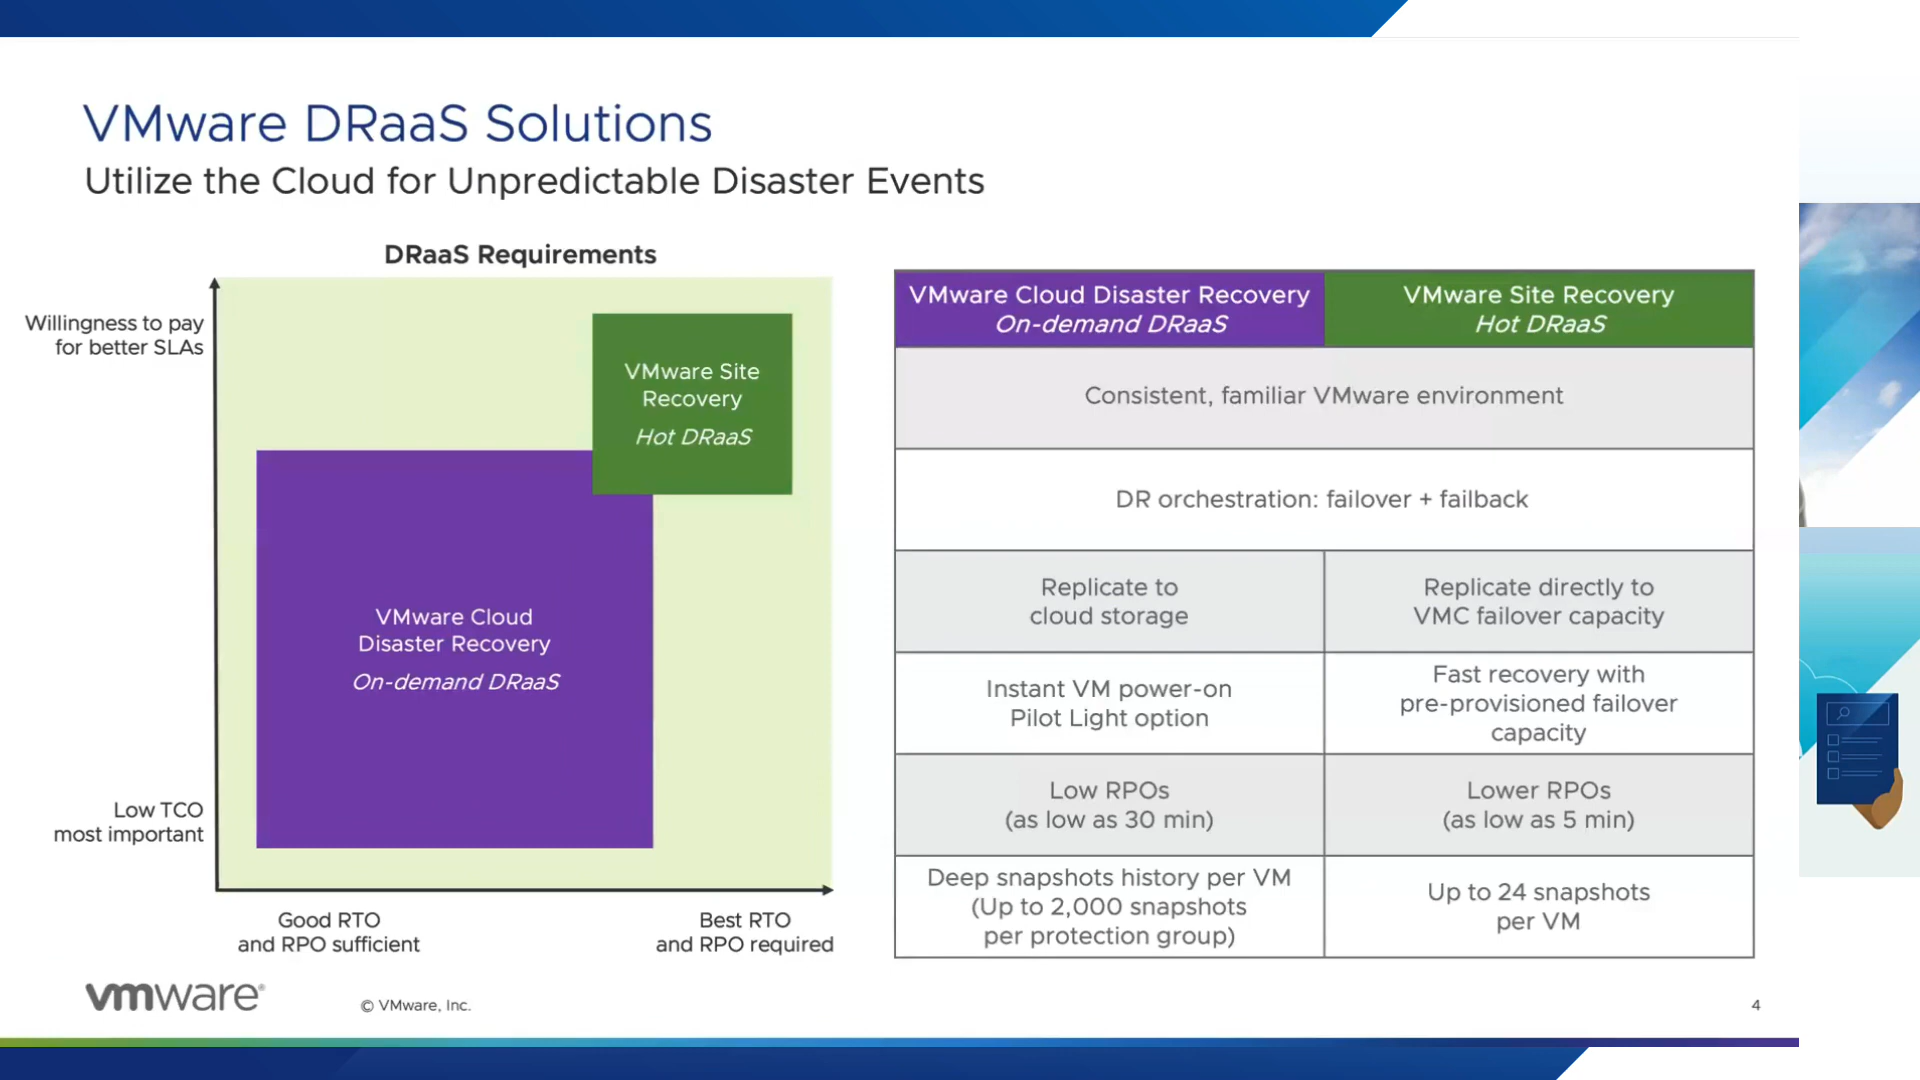 VMware DRaaS Solutions
Utilize the Cloud for Unpredictable Disaster Events
DRaaS Requirements
Willingness to pay
for better SLAs
VMware Site
Recovery
Hot DRaaS
VMware Cloud
Disaster Recovery
On-demand DRaaS
Low TCO
most important
Good RTO
and RPO sufficient
Best RTO
and RPO required
VMware Cloud Disaster Recovery
On-demand DRaaS
VMware Site Recovery
Hot DRaaS
Consistent, familiar VMware environment
DR orchestration: failover + failback
Replicate to
cloud storage
Replicate directly to
VMC failover capacity
Instant VM power-on
Pilot Light option
Fast recovery with
pre-provisioned failover
capacity
Low RPOs
(as low as 30 min)
Lower RPOs
(as low as 5 min)
Deep snapshots history per VM
(Up to 2,000 snapshots
per protection group)
Up to 24 snapshots
per VM
vmware®
© VMware, Inc.
4